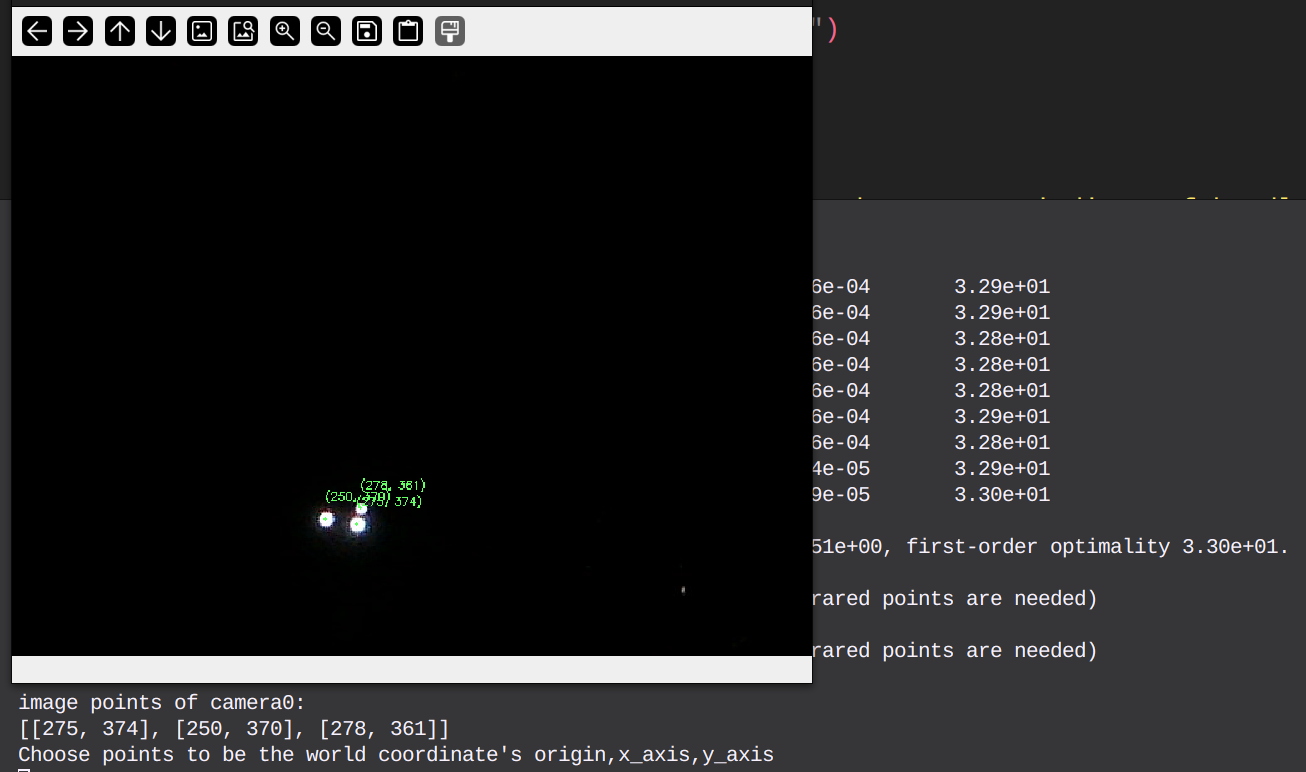 ")
6e-04 3.29e+01
6e-04 3.29e+01
6e-04 3.28e+01
6e-04 3.28e+01
6e-04 3.28e+01
6e-04 3.29e+01
6e-04 3.28e+01
4e-05 3.29e+01
9e-05 3.30e+01
(278, 361)
(250, 370)
(275, 374)
51e+00, first-order optimality 3.30e+01.
rared points are needed)
rared points are needed)
image points of camera0:
[[275, 374], [250, 370], [278, 361]]
Choose points to be the world coordinate's origin,x_axis,y_axis